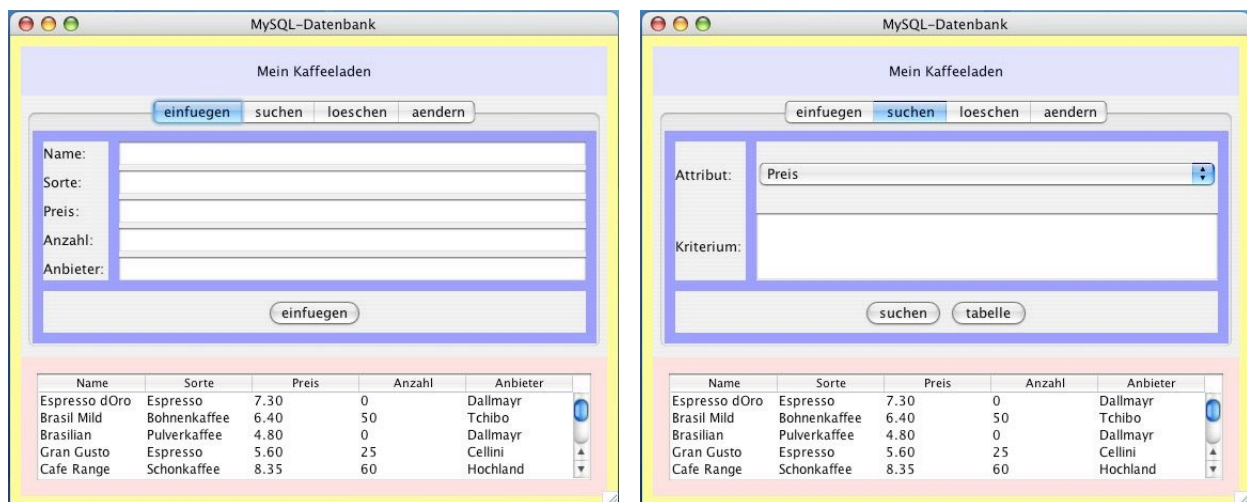 MySQL-Datenbank
Mein Kaffeeladen
einfuegen suchen loeschen aendern
Name:
Sorte:
Preis:
Anzahl:
Anbieter:
einfuegen
Name Sorte Preis Anzahl Anbieter
Espresso dOro Espresso 7.30 0 Dallmayr
Brasil Mild Bohnenkaffee 6.40 50 Tchibo
Brasilian Pulverkaffee 4.80 0 Dallmayr
Gran Gusto Espresso 5.60 25 Cellini
Cafe Range Schonkaffee 8.35 60 Hochland
MySQL-Datenbank
Mein Kaffeeladen
einfuegen suchen loeschen aendern
Attribut: Preis
Kriterium:
suchen tabelle
Name Sorte Preis Anzahl Anbieter
Espresso dOro Espresso 7.30 0 Dallmayr
Brasil Mild Bohnenkaffee 6.40 50 Tchibo
Brasilian Pulverkaffee 4.80 0 Dallmayr
Gran Gusto Espresso 5.60 25 Cellini
Cafe Range Schonkaffee 8.35 60 Hochland